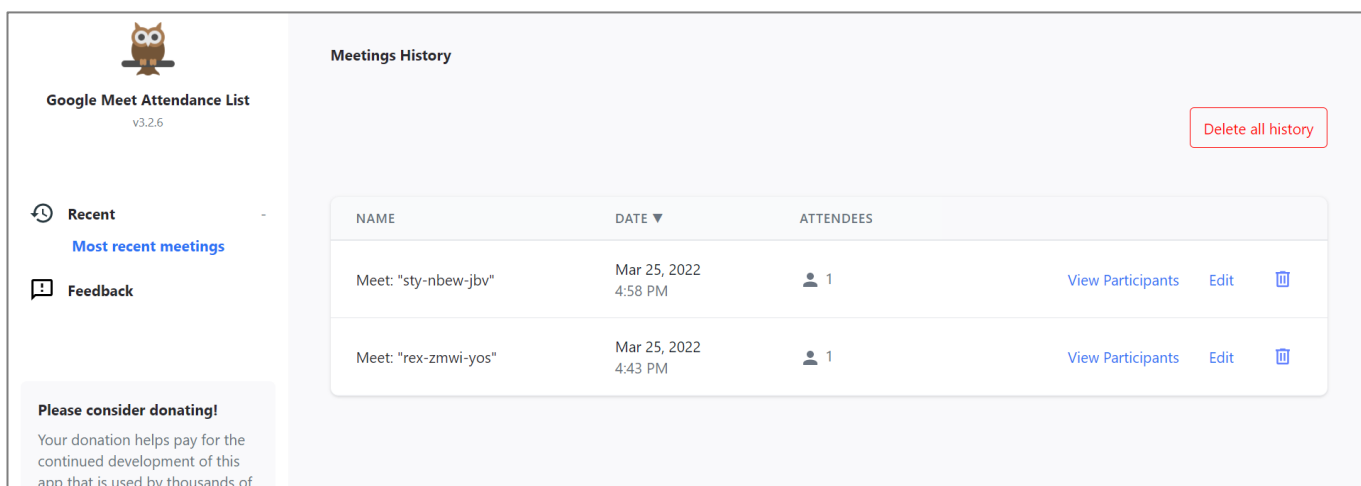 Google Meet Attendance List
v3.2.6
Recent -
Most recent meetings
Feedback
Please consider donating!
Your donation helps pay for the
continued development of this
app that is used by thousands of
Meetings History
Delete all history
NAME DATE ▼ ATTENDEES
Meet: "sty-nbew-jbv" Mar 25, 2022 4:58 PM 1 View Participants Edit
Meet: "rex-zmwi-yos" Mar 25, 2022 4:43 PM 1 View Participants Edit